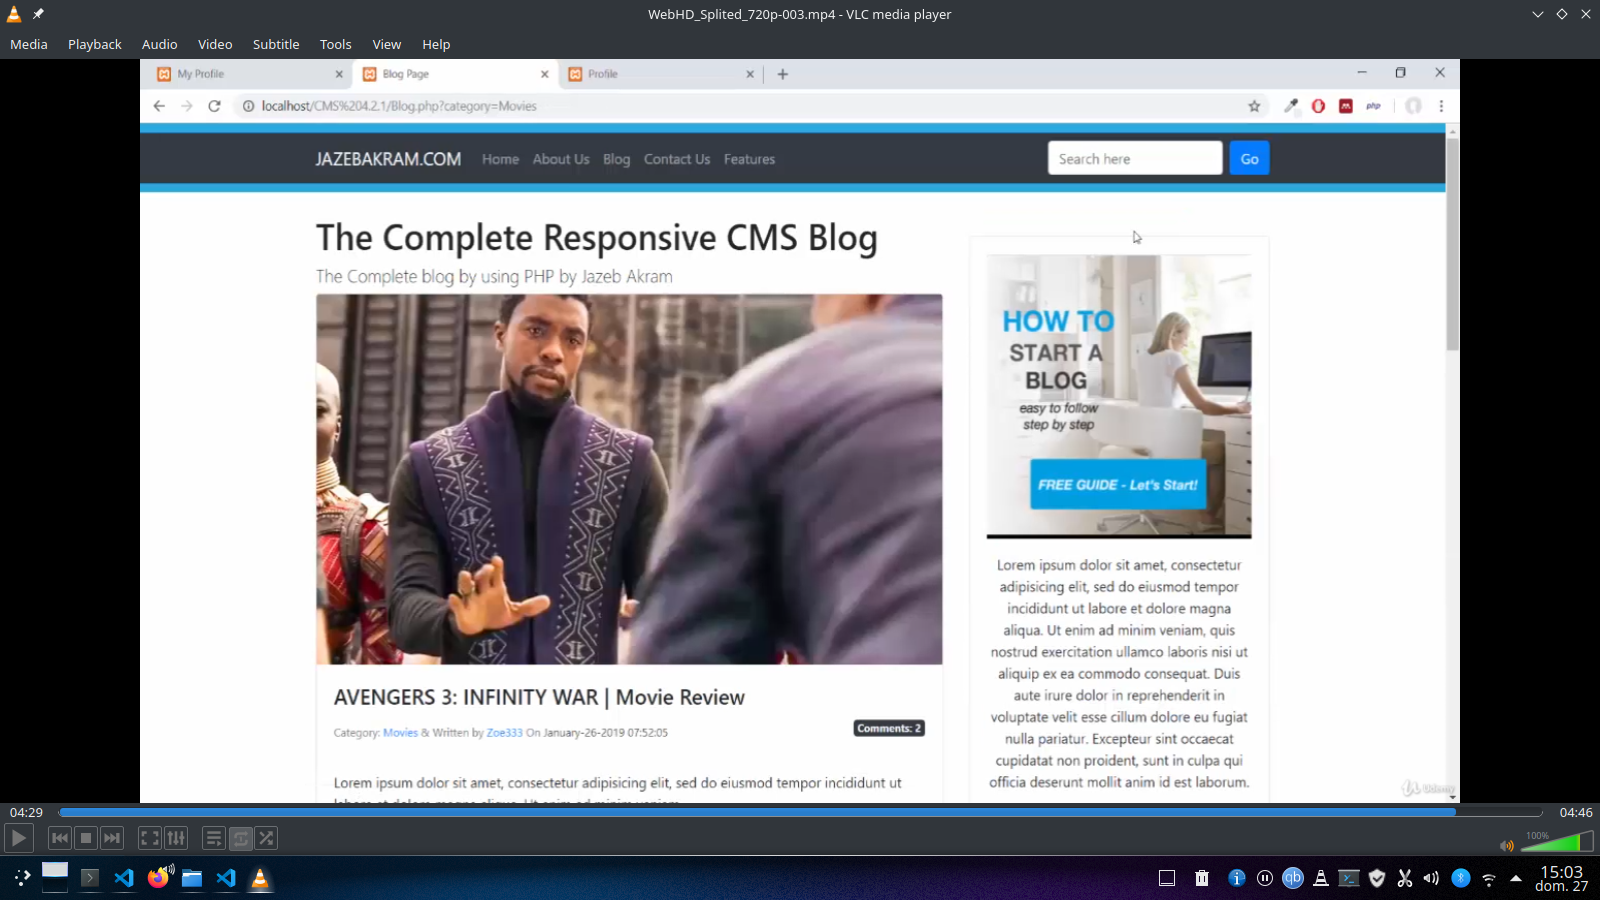 WebHD_Splited_720p-003.mp4 - VLC media player
Media Playback Audio Video Subtitle Tools View Help
My Profile
Blog Page
Profile
localhost/CMS%204.2.1/Blog.php?category=Movies
php
JAZEBAKRAM.COM Home About Us Blog Contact Us Features
Search here
Go
The Complete Responsive CMS Blog
The Complete blog by using PHP by Jazeb Akram
AVENGERS 3: INFINITY WAR | Movie Review
Category: Movies & Written by Zoe333 On January-26-2019 07:52:05
Comments: 2
Lorem ipsum dolor sit amet, consectetur adipisicing elit, sed do eiusmod tempor incididunt ut
HOW TO
START A
BLOG
easy to follow
step by step
FREE GUIDE - Let's Start!
Lorem ipsum dolor sit amet, consectetur
adipisicing elit, sed do eiusmod tempor
incididunt ut labore et dolore magna
aliqua. Ut enim ad minim veniam, quis
nostrud exercitation ullamco laboris nisi ut
aliquip ex ea commodo consequat. Duis
aute irure dolor in reprehenderit in
voluptate velit esse cillum dolore eu fugiat
nulla pariatur. Excepteur sint occaecat
cupidatat non proident, sunt in culpa qui
officia deserunt mollit anim id est laborum.
Udemy
04:29
04:46
100%
qb
15:03
dom. 27